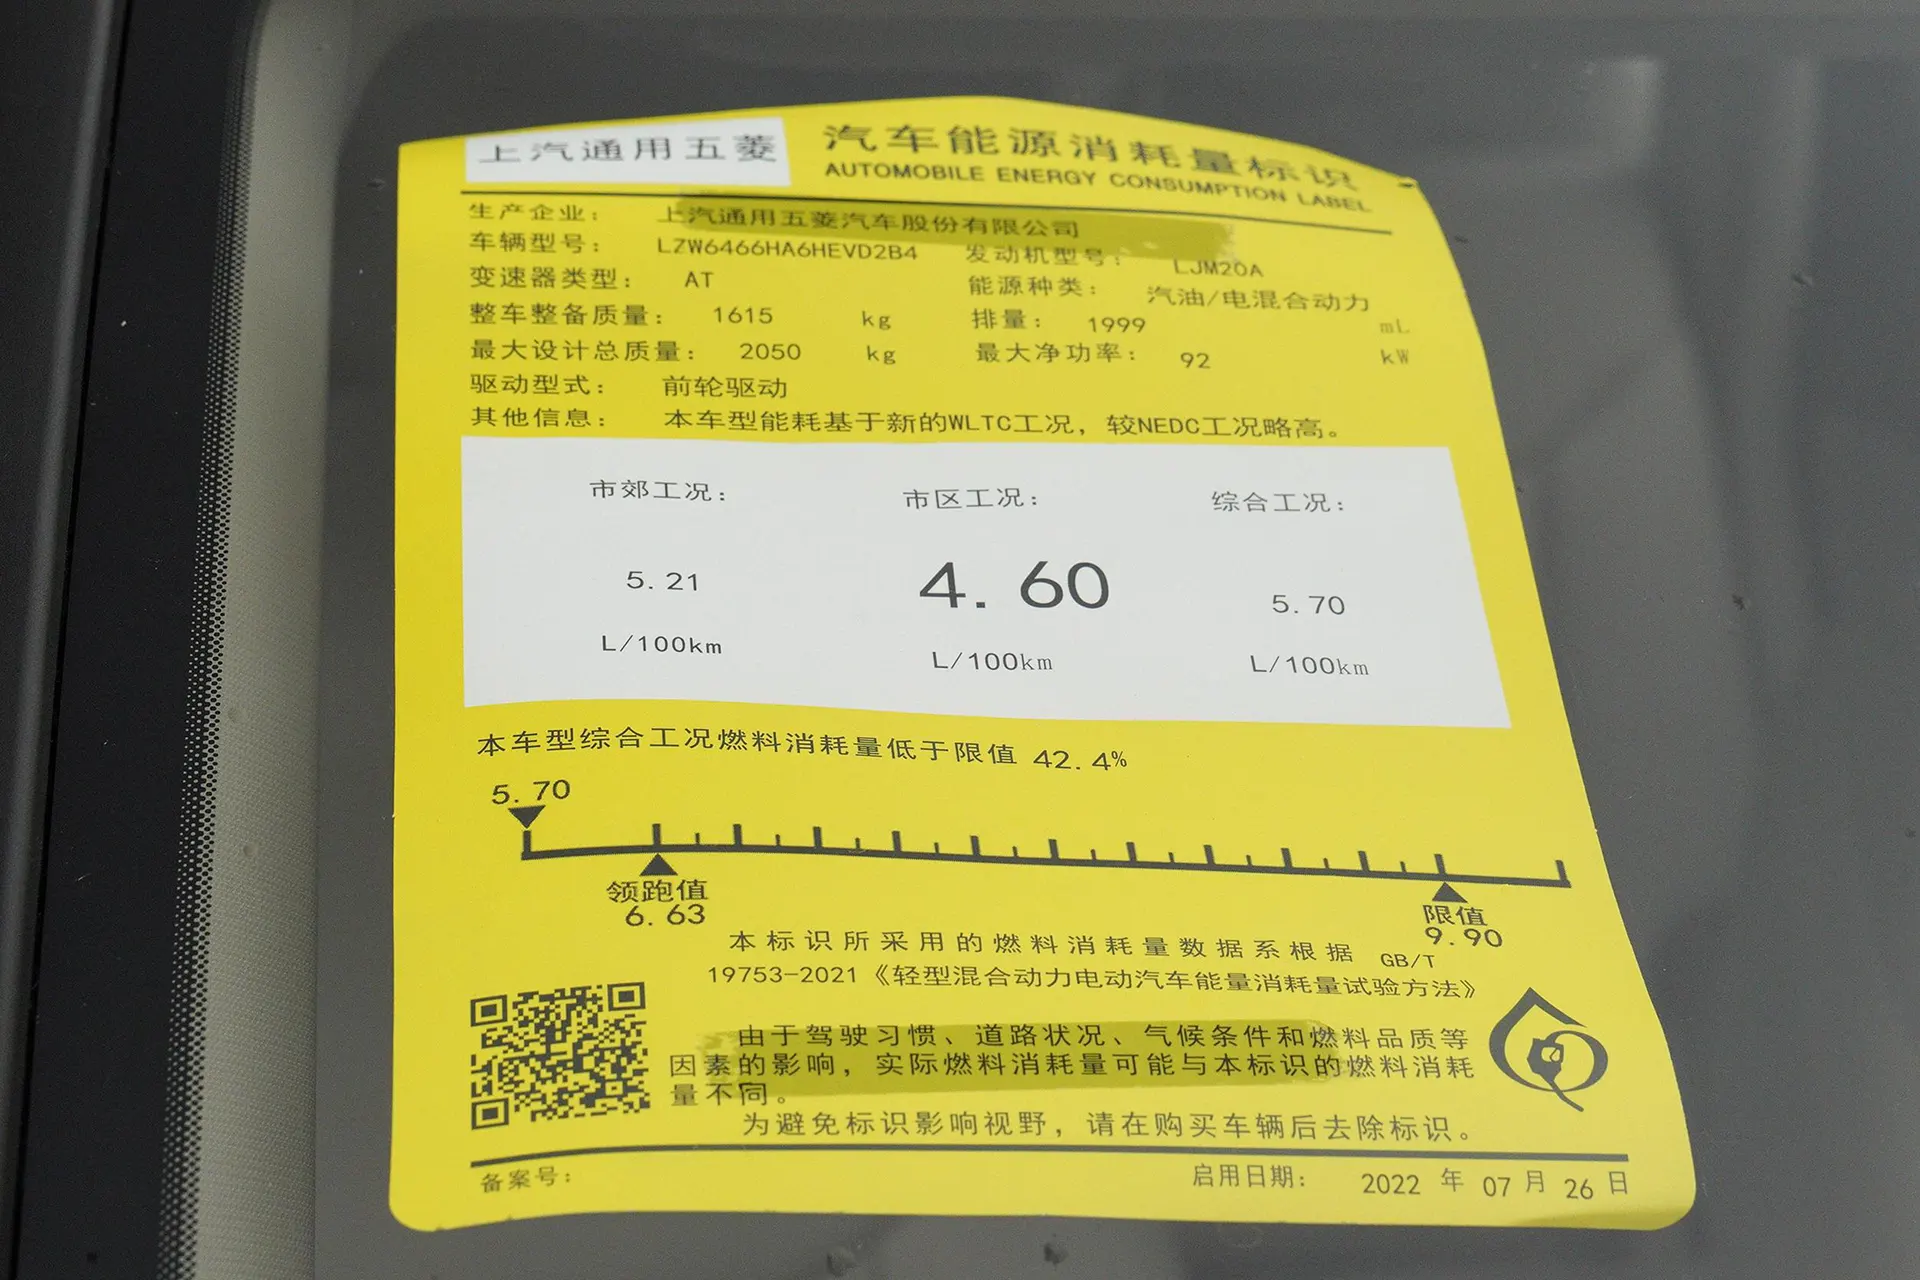 上汽通用五菱 汽车能源消耗量标识
AUTOMOBILE ENERGY CONSUMPTION LABEL
生产企业： 上汽通用五菱汽车股份有限公司
车辆型号： LZW6466HA6HEVD2B4 发动机型号： LJM20A
变速器类型： AT 能源种类： 汽油/电混合动力
整车整备质量： 1615 kg 排量： 1999 mL
最大设计总质量： 2050 kg 最大净功率： 92 kW
驱动型式： 前轮驱动
其他信息： 本车型能耗基于新的WLTC工况，较NEDC工况略高。
市郊工况： 市区工况： 综合工况：
5.21 4.60 5.70
L/100km L/100km L/100km
本车型综合工况燃料消耗量低于限值 42.4%
5.70
领跑值 限值
6.63 9.90
本标识所采用的燃料消耗量数据系根据 GB/T
19753-2021《轻型混合动力电动汽车能量消耗量试验方法》
由于驾驶习惯、道路状况、气候条件和燃料品质等
因素的影响，实际燃料消耗量可能与本标识的燃料消耗
量不同。
为避免标识影响视野，请在购买车辆后去除标识。
备案号： 启用日期： 2022 年 07 月 26 日